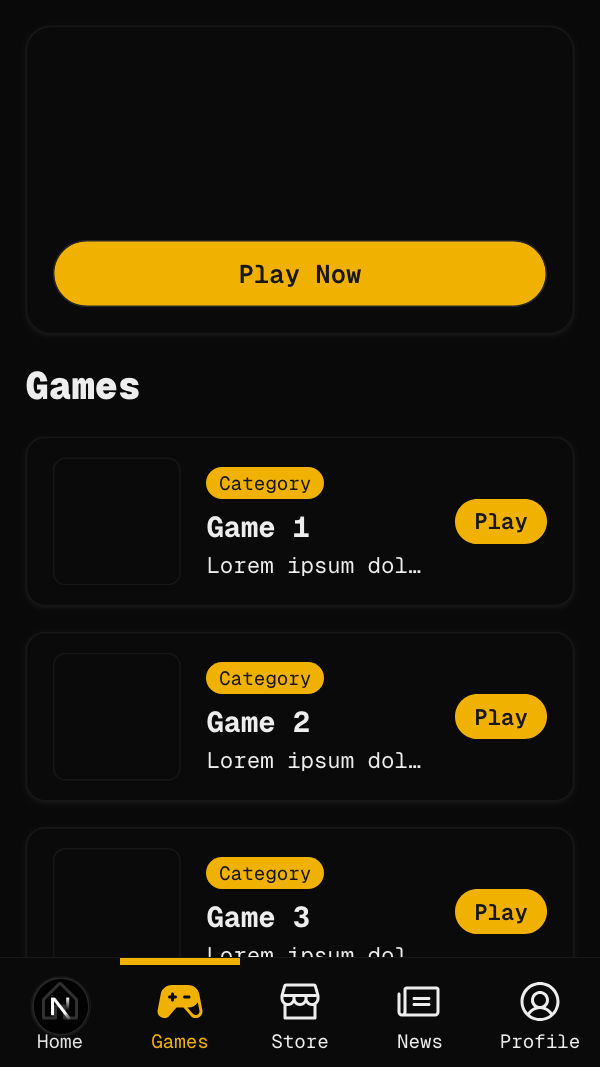 Play Now
Games
Category
Game 1
Lorem ipsum dol…
Play
Category
Game 2
Lorem ipsum dol…
Play
Category
Game 3
Lorem ipsum dol…
Play
N
Home
Games
Store
News
Profile